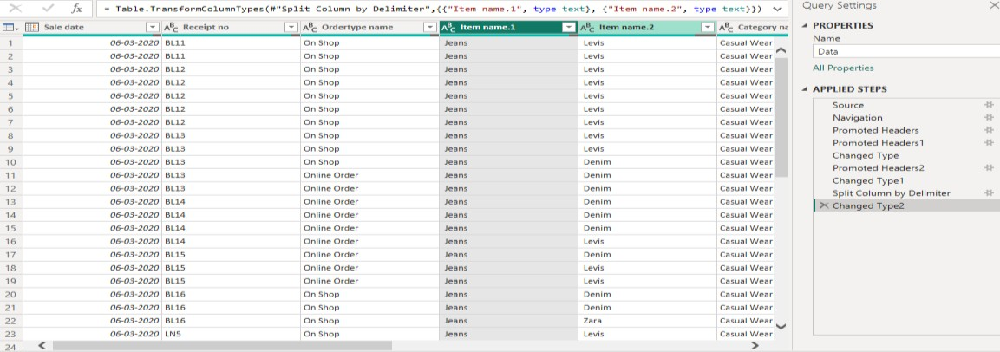 = Table.TransformColumnTypes(#"Split Column by Delimiter",{{"Item name.1", type text}, {"Item name.2", type text}})
Sale date Receipt no Ordertype name Item name.1 Item name.2 Category na
1 06-03-2020 BL11 On Shop Jeans Levis Casual Wear
2 06-03-2020 BL11 On Shop Jeans Levis Casual Wear
3 06-03-2020 BL12 On Shop Jeans Levis Casual Wear
4 06-03-2020 BL12 On Shop Jeans Levis Casual Wear
5 06-03-2020 BL12 On Shop Jeans Levis Casual Wear
6 06-03-2020 BL12 On Shop Jeans Levis Casual Wear
7 06-03-2020 BL12 On Shop Jeans Levis Casual Wear
8 06-03-2020 BL13 On Shop Jeans Levis Casual Wear
9 06-03-2020 BL13 On Shop Jeans Levis Casual Wear
10 06-03-2020 BL13 On Shop Jeans Denim Casual Wear
11 06-03-2020 BL13 Online Order Jeans Denim Casual Wear
12 06-03-2020 BL13 Online Order Jeans Denim Casual Wear
13 06-03-2020 BL14 Online Order Jeans Denim Casual Wear
14 06-03-2020 BL14 Online Order Jeans Denim Casual Wear
15 06-03-2020 BL14 Online Order Jeans Denim Casual Wear
16 06-03-2020 BL14 Online Order Jeans Levis Casual Wear
17 06-03-2020 BL15 Online Order Jeans Denim Casual Wear
18 06-03-2020 BL15 Online Order Jeans Levis Casual Wear
19 06-03-2020 BL15 Online Order Jeans Levis Casual Wear
20 06-03-2020 BL16 On Shop Jeans Denim Casual Wear
21 06-03-2020 BL16 On Shop Jeans Denim Casual Wear
22 06-03-2020 BL16 On Shop Jeans Zara Casual Wear
23 06-03-2020 LN5 On Shop Jeans Levis Casual Wear
24
Query Settings
PROPERTIES
Name
Data
All Properties
APPLIED STEPS
Source
Navigation
Promoted Headers
Promoted Headers1
Changed Type
Promoted Headers2
Changed Type1
Split Column by Delimiter
Changed Type2